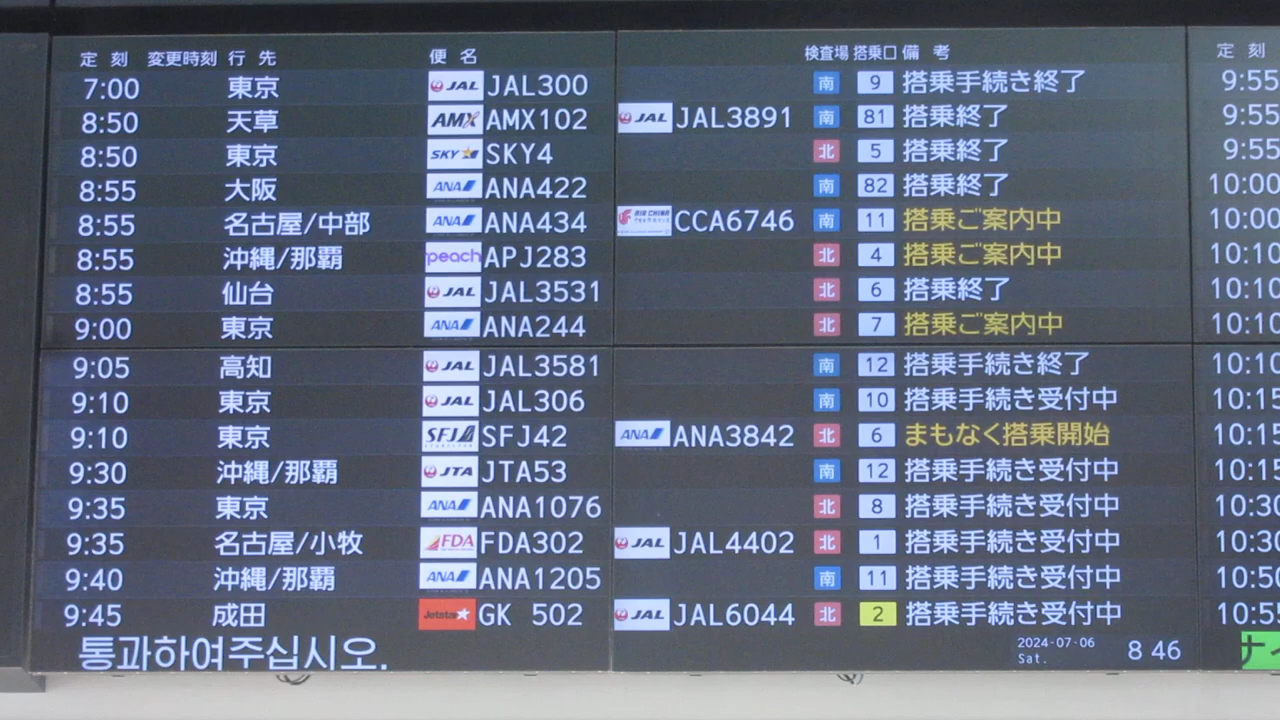 定刻 変更時刻 行先 便名 検査場 搭乗口 備考 定刻
7:00 東京 JAL JAL300 南 9 搭乗手続き終了 9:55
8:50 天草 AMX AMX102 JAL JAL3891 南 81 搭乗終了 9:55
8:50 東京 SKY SKY4 北 5 搭乗終了 9:55
8:55 大阪 ANA ANA422 南 82 搭乗終了 10:00
8:55 名古屋/中部 ANA ANA434 AIR CHINA CCA6746 南 11 搭乗ご案内中 10:00
8:55 沖縄/那覇 peach APJ283 北 4 搭乗ご案内中 10:10
8:55 仙台 JAL JAL3531 北 6 搭乗終了 10:10
9:00 東京 ANA ANA244 北 7 搭乗ご案内中 10:10
9:05 高知 JAL JAL3581 南 12 搭乗手続き終了 10:10
9:10 東京 JAL JAL306 南 10 搭乗手続き受付中 10:15
9:10 東京 SFJ SFJ42 ANA ANA3842 北 6 まもなく搭乗開始 10:15
9:30 沖縄/那覇 JTA JTA53 南 12 搭乗手続き受付中 10:15
9:35 東京 ANA ANA1076 北 8 搭乗手続き受付中 10:30
9:35 名古屋/小牧 FDA FDA302 JAL JAL4402 北 1 搭乗手続き受付中 10:30
9:40 沖縄/那覇 ANA ANA1205 南 11 搭乗手続き受付中 10:50
9:45 成田 Jetstar GK 502 JAL JAL6044 北 2 搭乗手続き受付中 10:55
통과하여주십시오. 2024-07-06 Sat. 8 46 ナイ